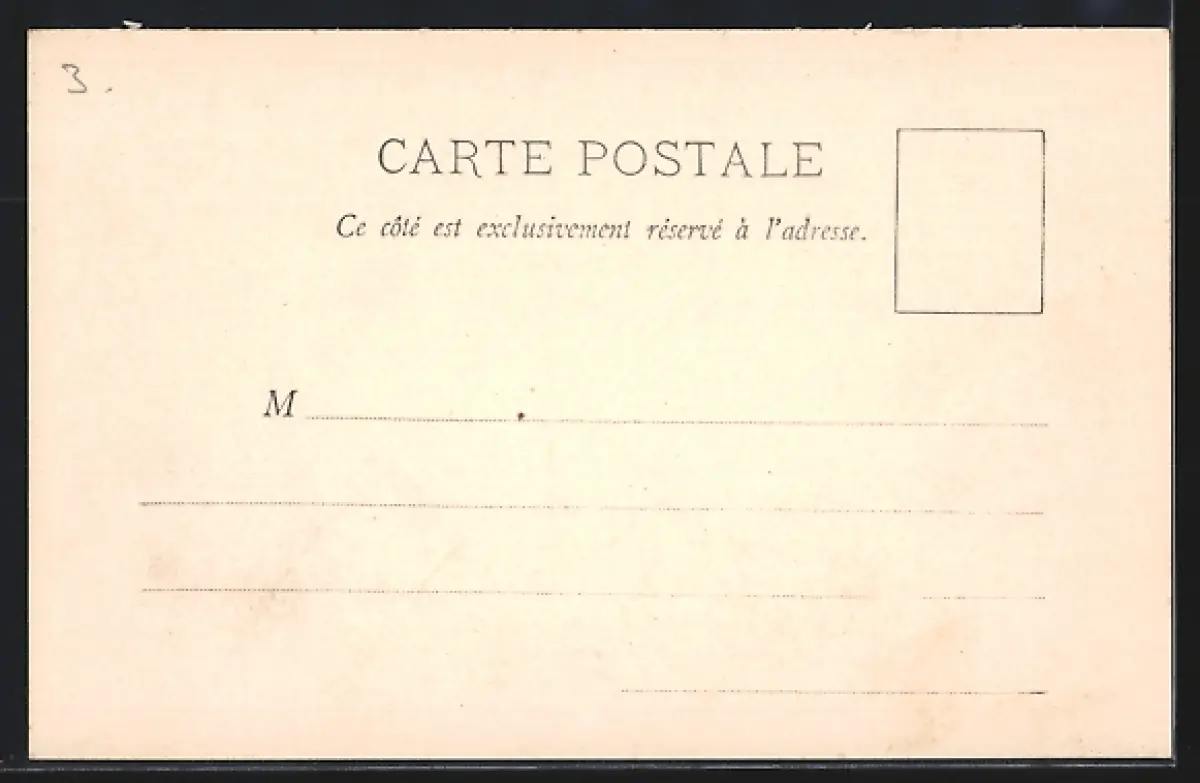 3.
CARTE POSTALE
Ce côté est exclusivement réservé à l'adresse.
M